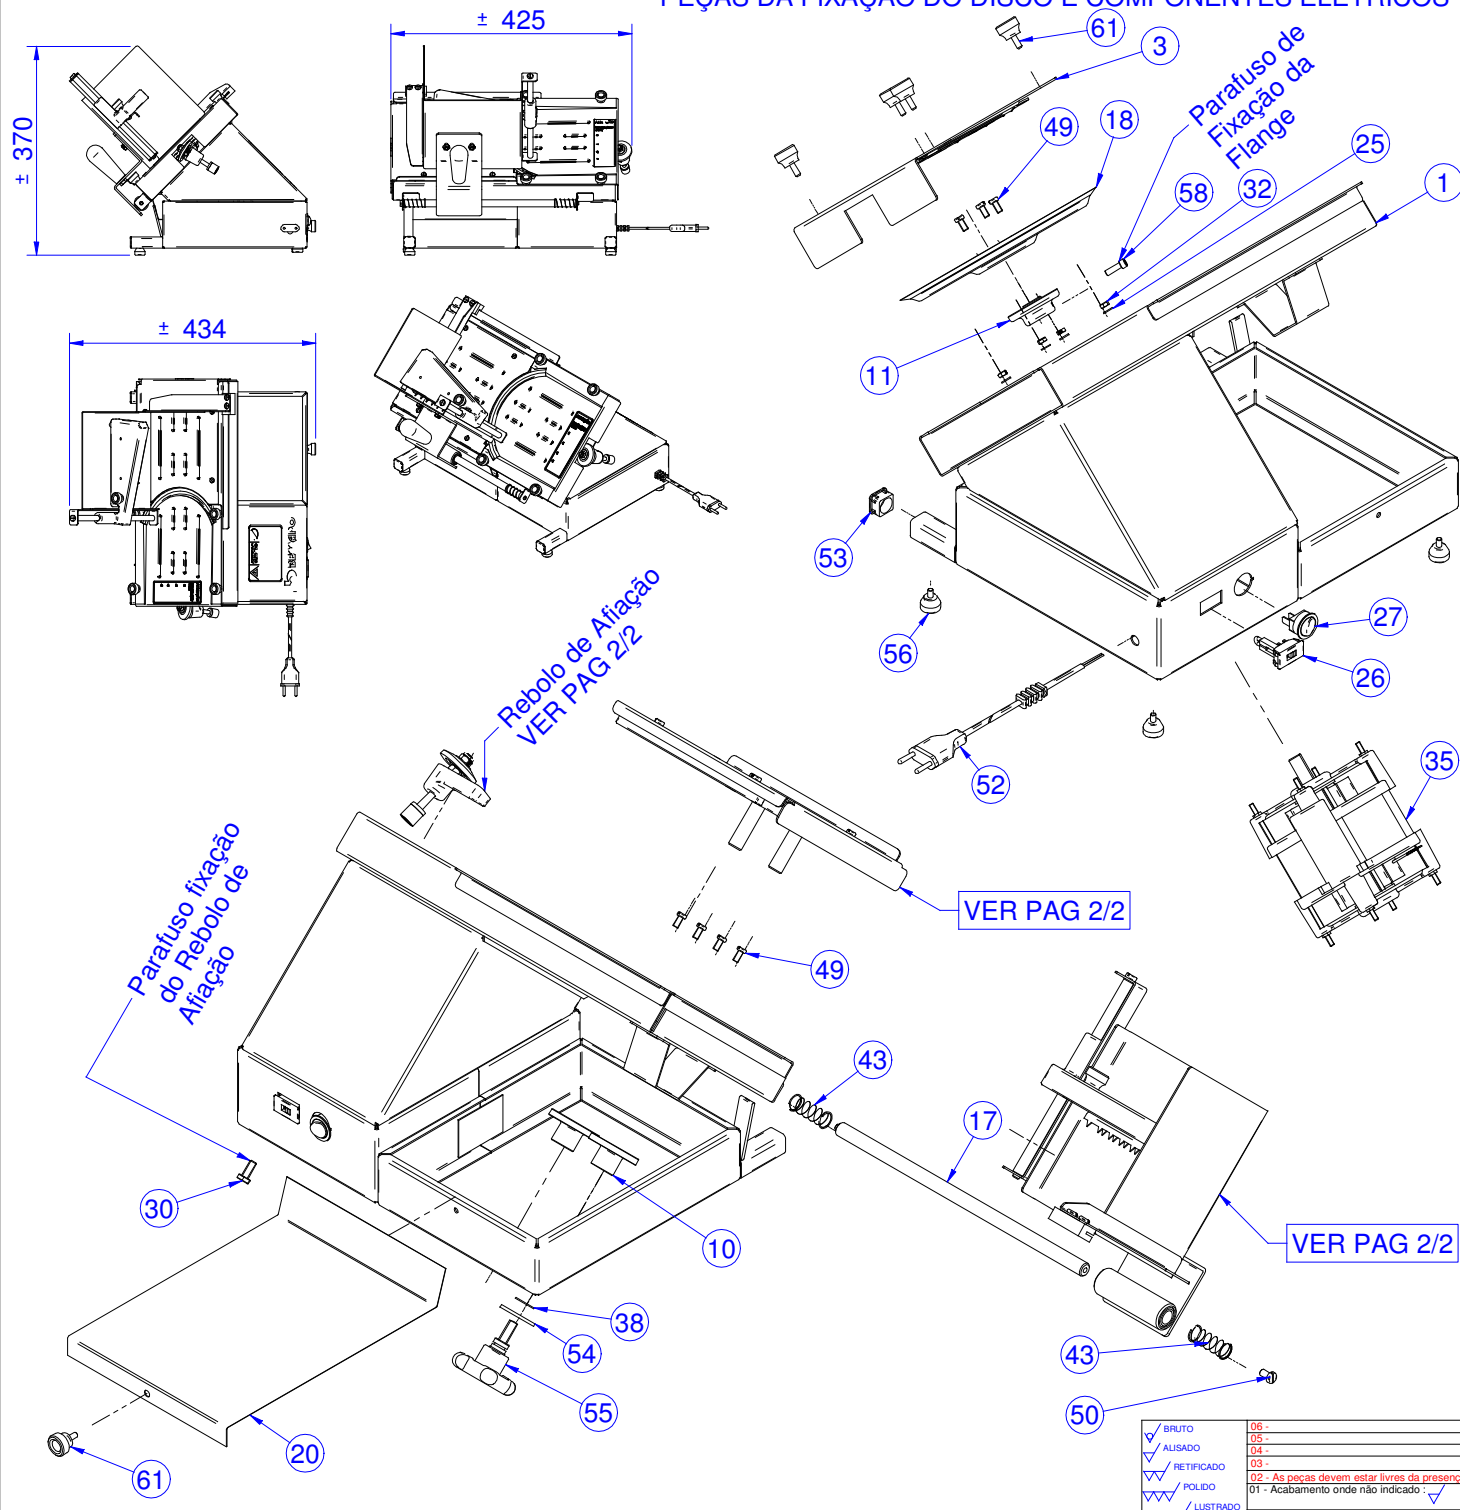 PEÇAS DA FIXAÇÃO DO DISCO E COMPONENTES ELÉTRICOS
± 425
± 370
± 434
61
3
Parafuso de
Fixação da
Flange
49
18
25
32
58
1
11
53
56
27
26
52
35
Rebolo de Afiação
VER PAG 2/2
VER PAG 2/2
49
Parafuso fixação
do Rebolo de
Afiação
43
17
30
10
VER PAG 2/2
38
54
55
43
50
20
61
BRUTO
ALISADO
RETIFICADO
POLIDO
LUSTRADO
06 -
05 -
04 -
03 -
02 - As peças devem estar livres da presenç
01 - Acabamento onde não indicado :